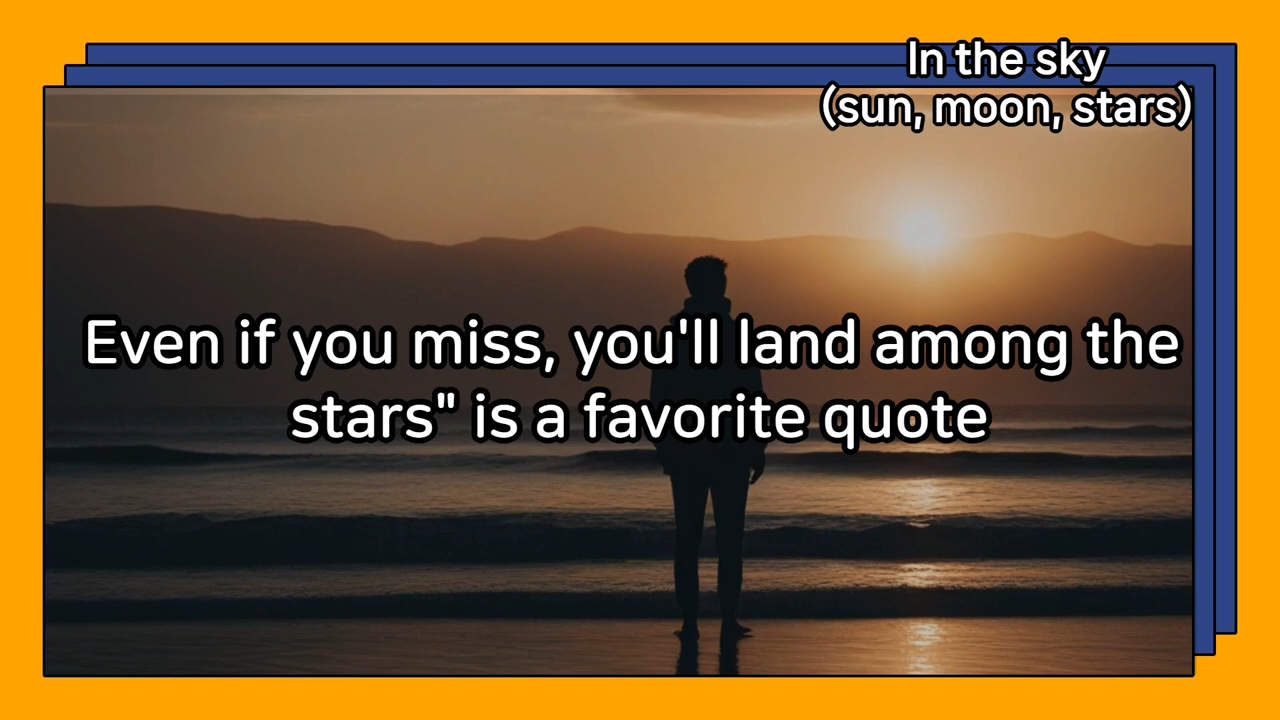 In the sky
(sun, moon, stars)
Even if you miss, you'll land among the
stars" is a favorite quote